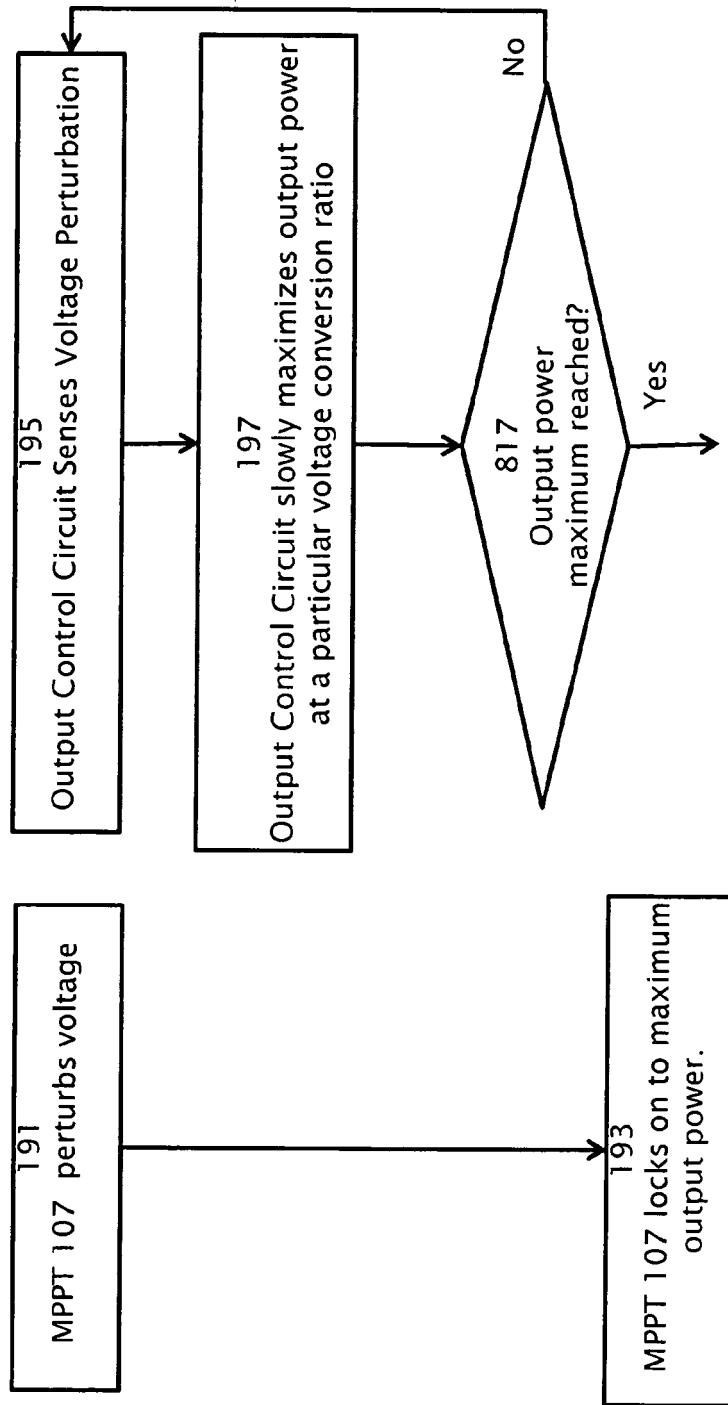 191
MPPT 107 perturbs voltage
193
MPPT 107 locks on to maximum
output power.
195
Output Control Circuit Senses Voltage Perturbation
197
Output Control Circuit slowly maximizes output power
at a particular voltage conversion ratio
817
Output power
maximum reached?
No
Yes